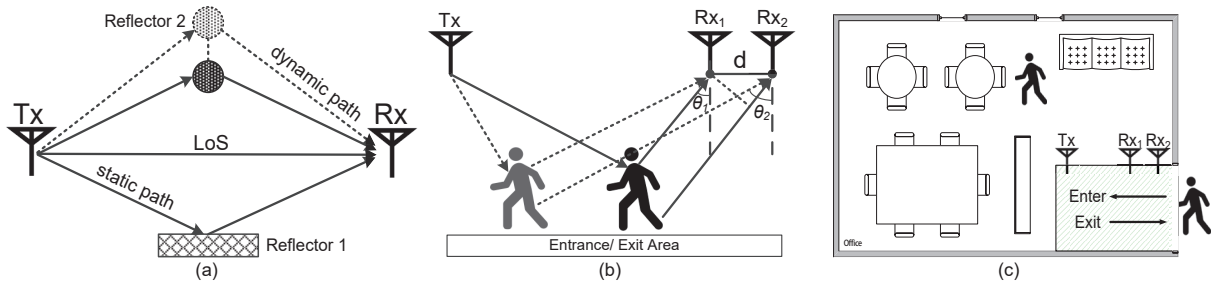 Reflector 2
dynamic path
Tx
Rx
LoS
static path
Reflector 1
(a)
Tx
Rx1
Rx2
d
θ1
θ2
Entrance/ Exit Area
(b)
Tx
Rx1
Rx2
Enter
Exit
Office
(c)